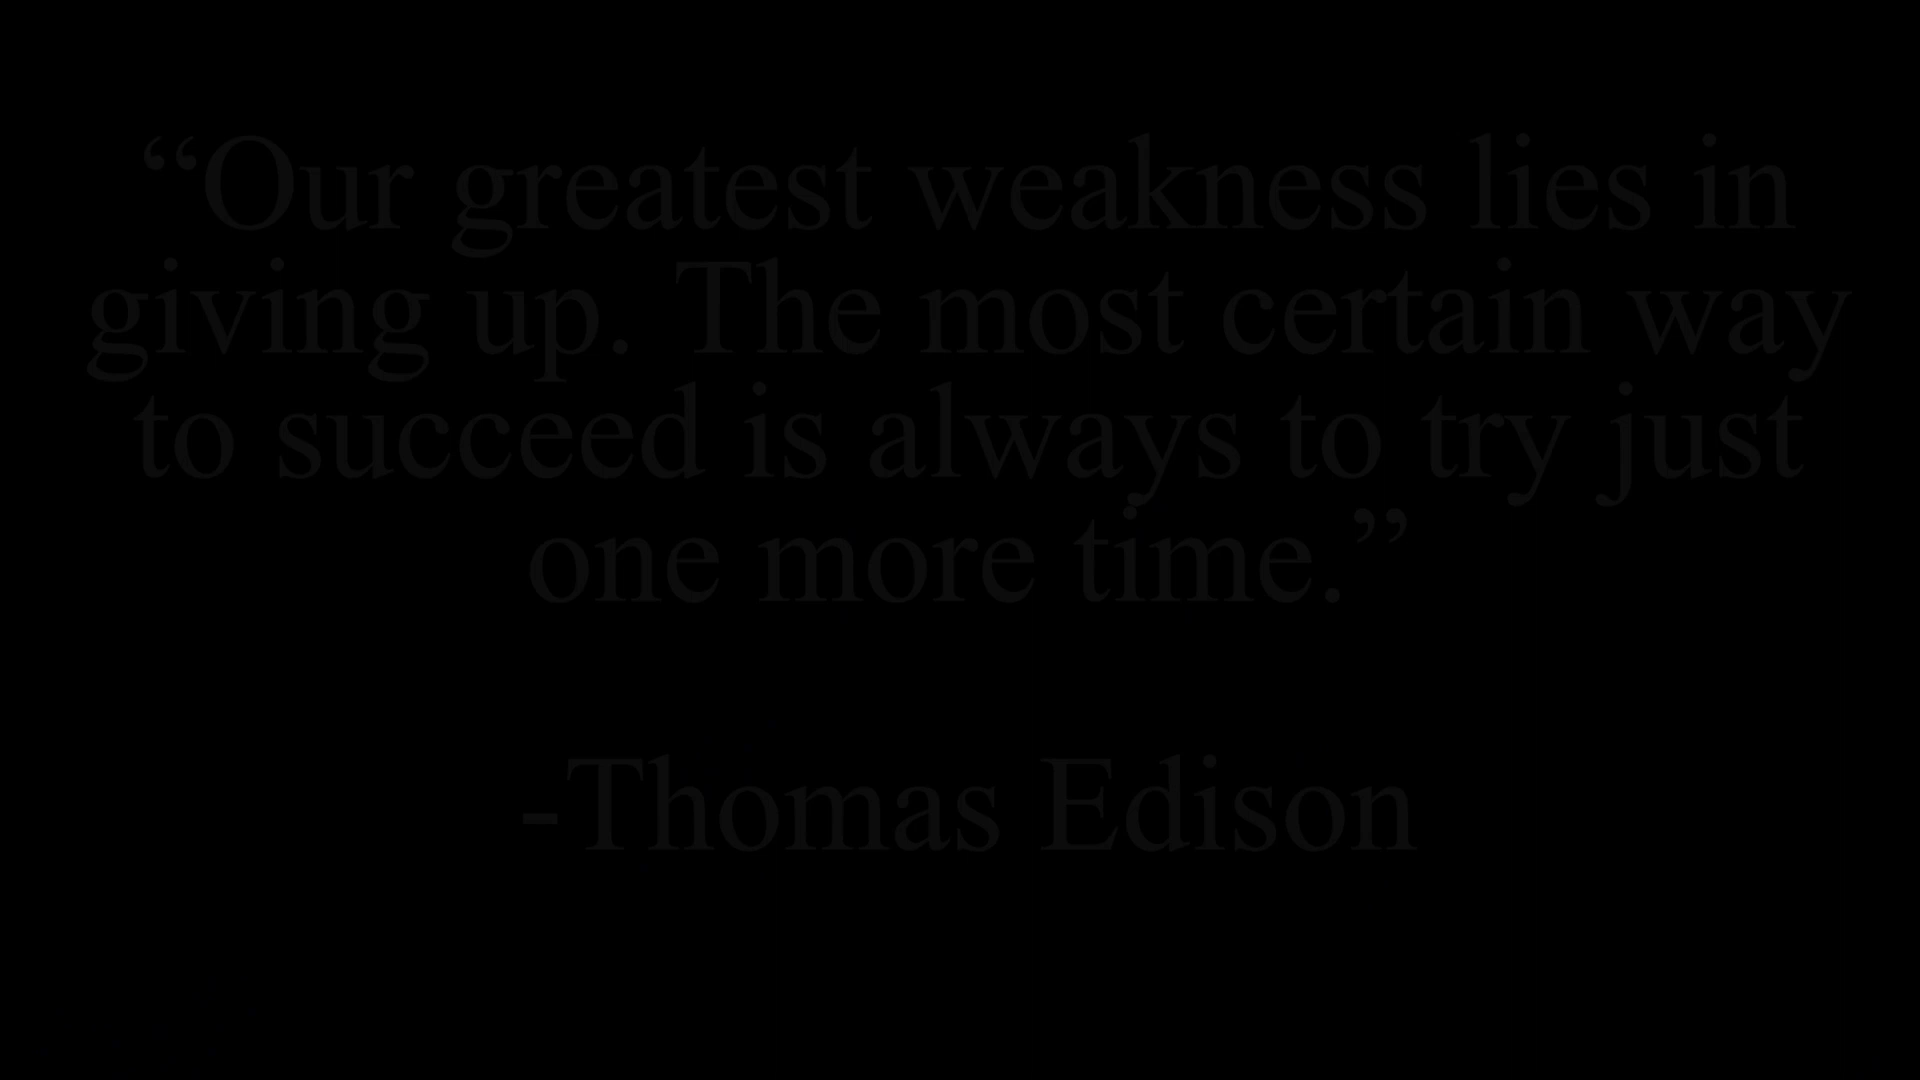 “Our greatest weakness lies in
giving up. The most certain way
to succeed is always to try just
one more time.”
-Thomas Edison